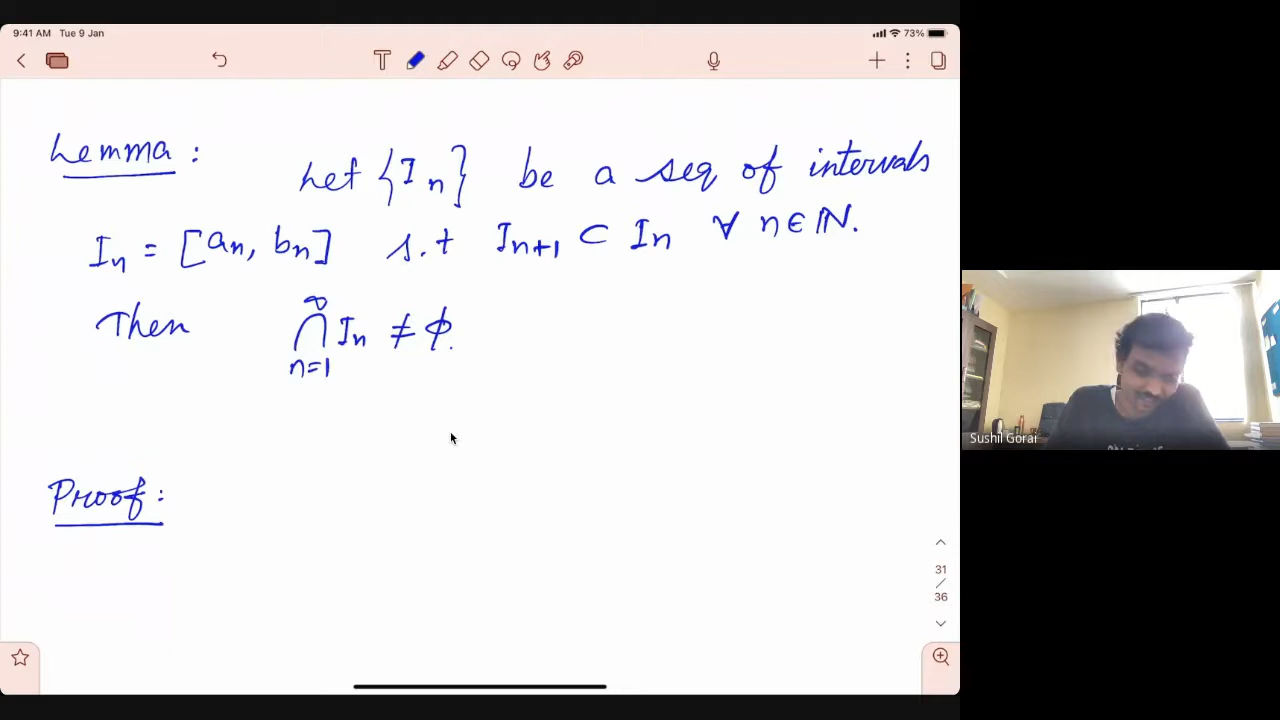 9:41 AM Tue 9 Jan
73%
T
Lemma : Let {In} be a seq of intervals
In = [an, bn] s.t In+1 ⊂ In ∀ n ∈ ℕ.
Then ∞⋂n=1 In ≠ ϕ.
Sushil Gorai
Proof :
31
/
36